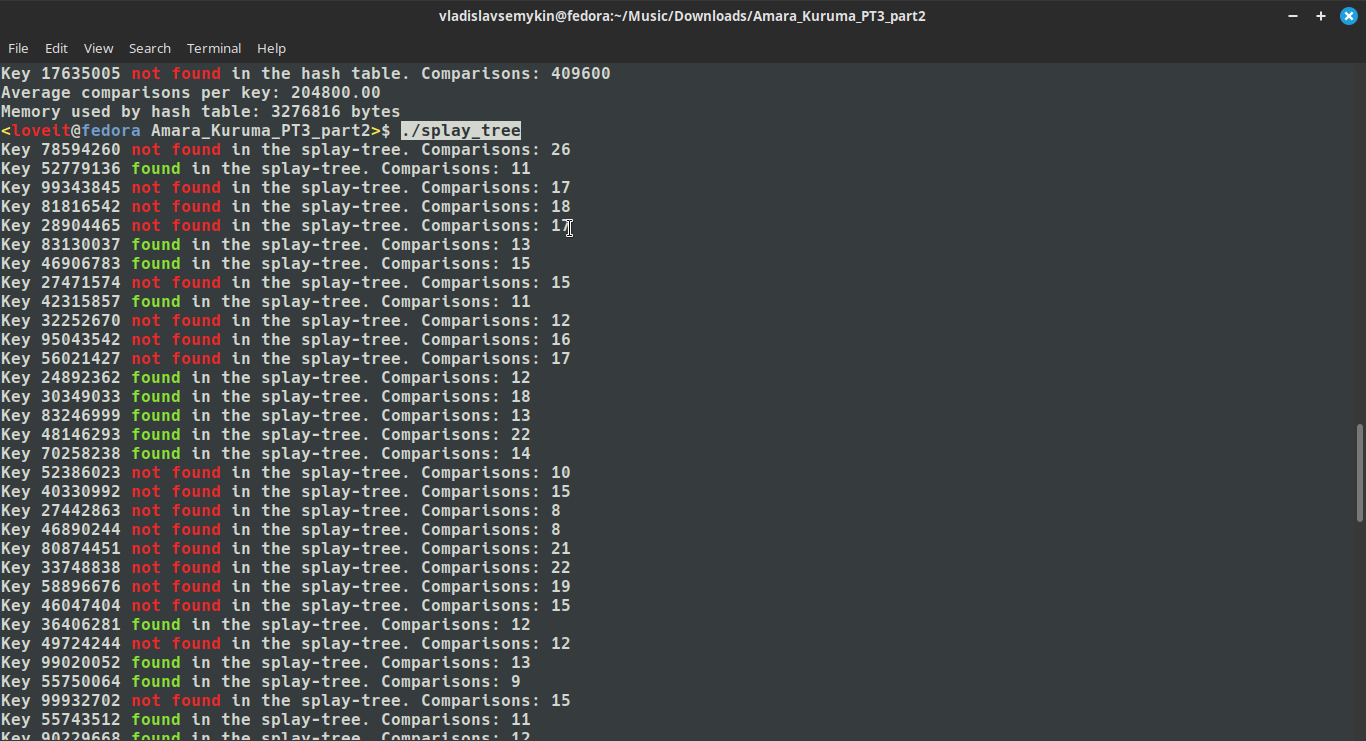 vladislavsemykin@fedora:~/Music/Downloads/Amara_Kuruma_PT3_part2
File Edit View Search Terminal Help
Key 17635005 not found in the hash table. Comparisons: 409600
Average comparisons per key: 204800.00
Memory used by hash table: 3276816 bytes
<loveit@fedora Amara_Kuruma_PT3_part2>$ ./splay_tree
Key 78594260 not found in the splay-tree. Comparisons: 26
Key 52779136 found in the splay-tree. Comparisons: 11
Key 99343845 not found in the splay-tree. Comparisons: 17
Key 81816542 not found in the splay-tree. Comparisons: 18
Key 28904465 not found in the splay-tree. Comparisons: 17
Key 83130037 found in the splay-tree. Comparisons: 13
Key 46906783 found in the splay-tree. Comparisons: 15
Key 27471574 not found in the splay-tree. Comparisons: 15
Key 42315857 found in the splay-tree. Comparisons: 11
Key 32252670 not found in the splay-tree. Comparisons: 12
Key 95043542 not found in the splay-tree. Comparisons: 16
Key 56021427 not found in the splay-tree. Comparisons: 17
Key 24892362 found in the splay-tree. Comparisons: 12
Key 30349033 found in the splay-tree. Comparisons: 18
Key 83246999 found in the splay-tree. Comparisons: 13
Key 48146293 found in the splay-tree. Comparisons: 22
Key 70258238 found in the splay-tree. Comparisons: 14
Key 52386023 not found in the splay-tree. Comparisons: 10
Key 40330992 not found in the splay-tree. Comparisons: 15
Key 27442863 not found in the splay-tree. Comparisons: 8
Key 46890244 not found in the splay-tree. Comparisons: 8
Key 80874451 not found in the splay-tree. Comparisons: 21
Key 33748838 not found in the splay-tree. Comparisons: 22
Key 58896676 not found in the splay-tree. Comparisons: 19
Key 46047404 not found in the splay-tree. Comparisons: 15
Key 36406281 found in the splay-tree. Comparisons: 12
Key 49724244 not found in the splay-tree. Comparisons: 12
Key 99020052 found in the splay-tree. Comparisons: 13
Key 55750064 found in the splay-tree. Comparisons: 9
Key 99932702 not found in the splay-tree. Comparisons: 15
Key 55743512 found in the splay-tree. Comparisons: 11
Key 90229668 found in the splay-tree. Comparisons: 12